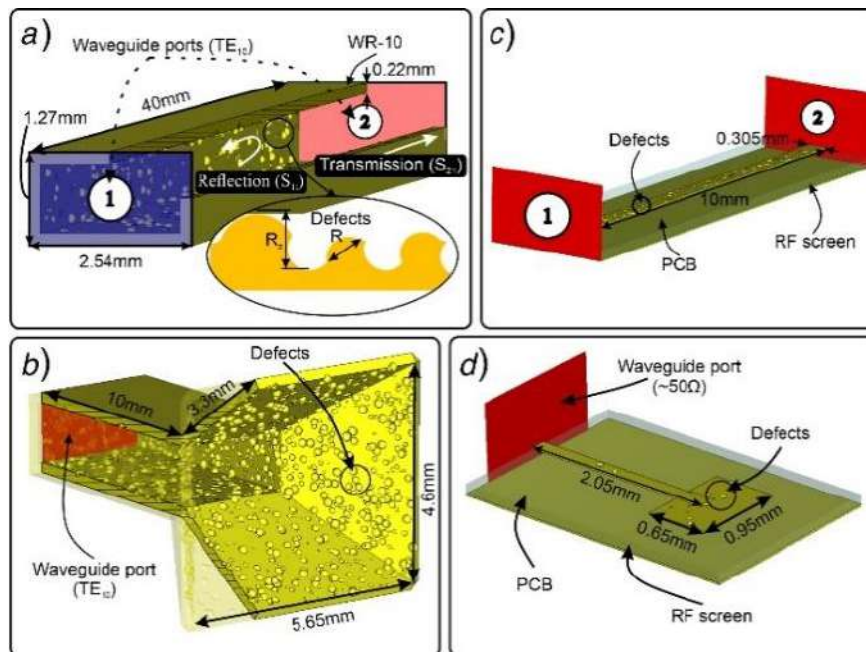 a)
Waveguide ports (TE₁₀)
WR-10
0.22mm
40mm
1.27mm
2
1
Reflection (S₁₁)
Transmission (S₂₁)
Defects
R
Rz
2.54mm
b)
Defects
10mm
3.3mm
4.6mm
Waveguide port
(TE₁₀)
5.65mm
c)
2
Defects
0.305mm
1
10mm
RF screen
PCB
d)
Waveguide port
(~50Ω)
Defects
2.05mm
0.65mm
0.95mm
PCB
RF screen